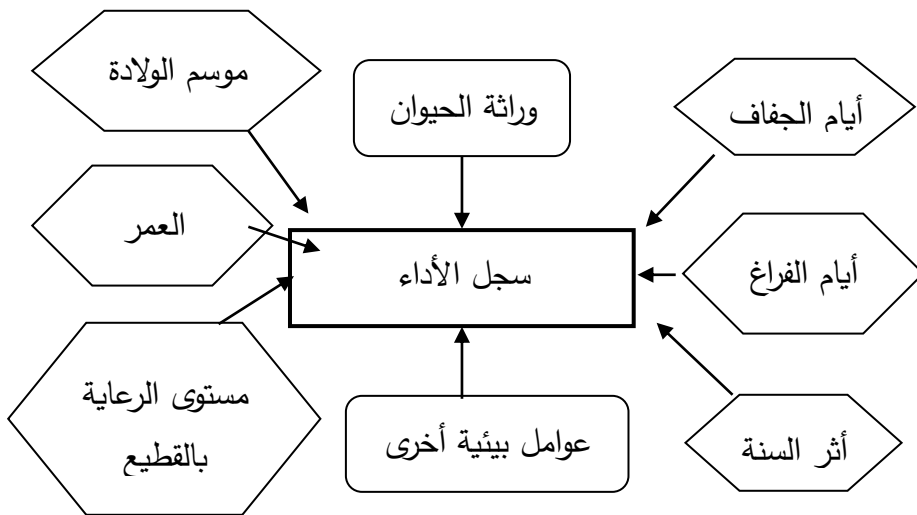 موسم الولادة
وراثة الحيوان
أيام الجفاف
العمر
سجل الأداء
أيام الفراغ
مستوى الرعاية
بالقطيع
عوامل بيئية أخرى
أثر السنة